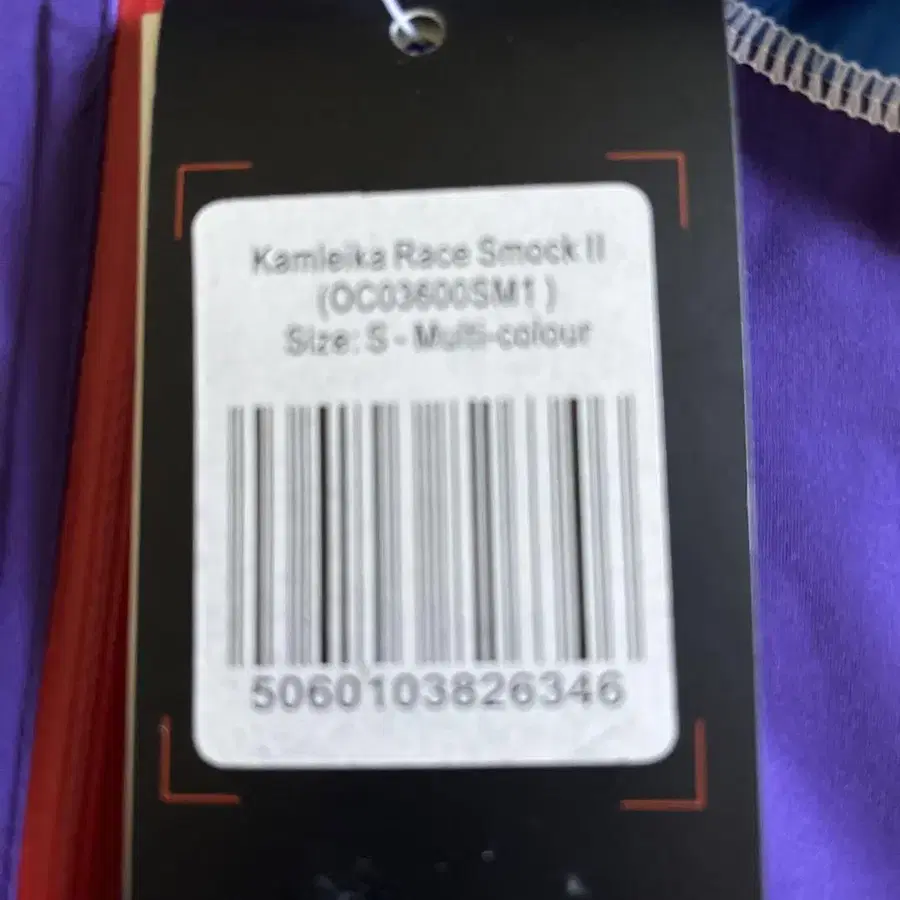 Kamleika Race Smock II
(OC03600SM1 )
Size: S - Multi-colour
5060103826346